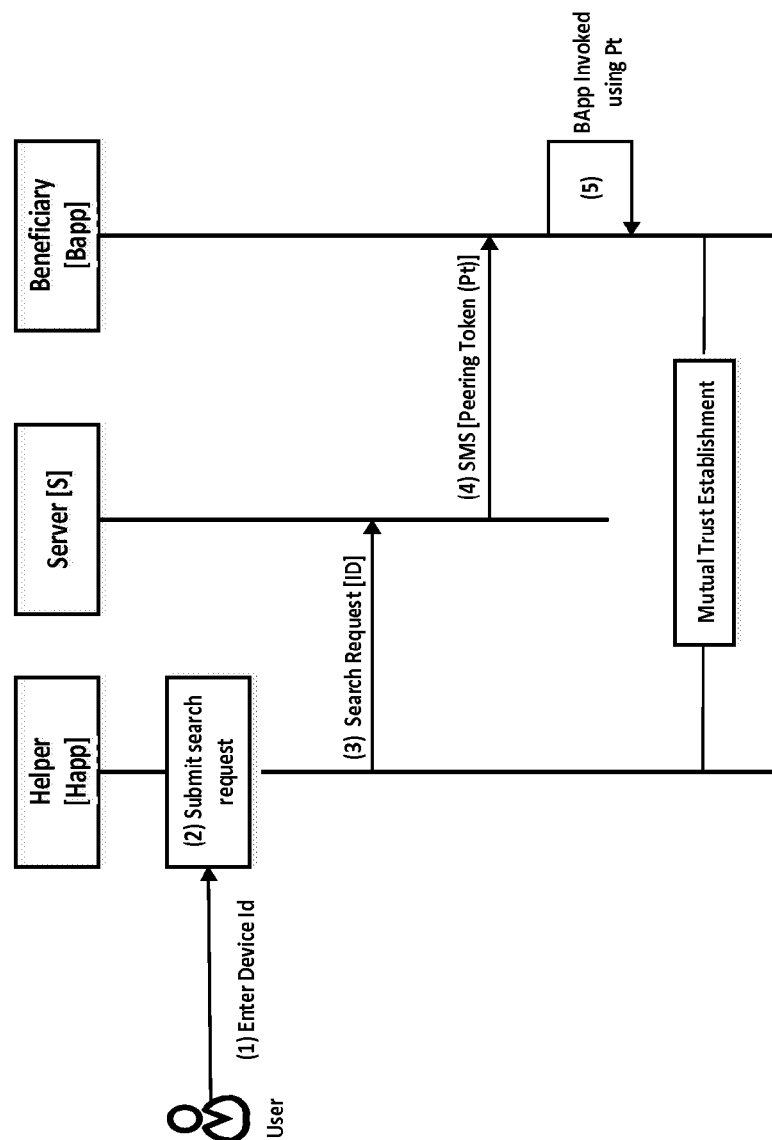 Helper
[Happ]
Server [S]
Beneficiary
[Bapp]
User
(1) Enter Device Id
(2) Submit search
request
(3) Search Request [ID]
(4) SMS [Peering Token (Pt)]
(5)
BApp Invoked
using Pt
Mutual Trust Establishment